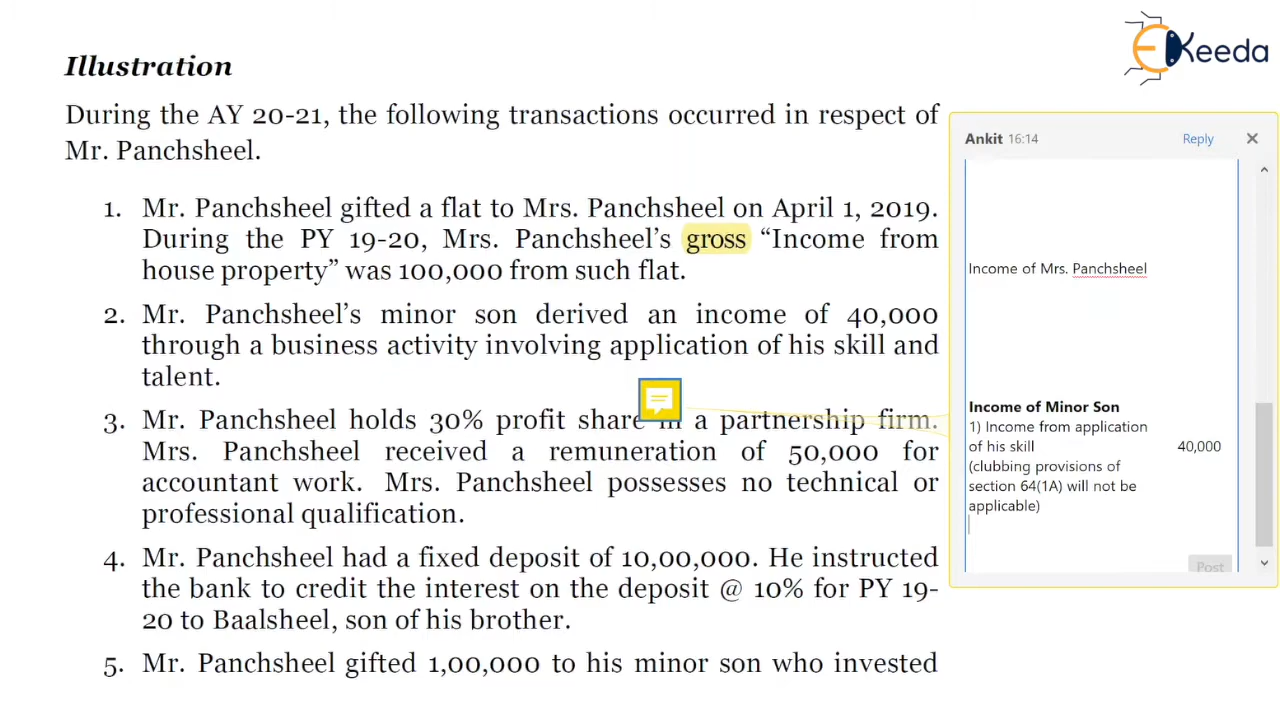 EKeeda
Illustration
During the AY 20-21, the following transactions occurred in respect of
Mr. Panchsheel.
1. Mr. Panchsheel gifted a flat to Mrs. Panchsheel on April 1, 2019.
During the PY 19-20, Mrs. Panchsheel’s gross “Income from
house property” was 100,000 from such flat.
2. Mr. Panchsheel’s minor son derived an income of 40,000
through a business activity involving application of his skill and
talent.
3. Mr. Panchsheel holds 30% profit share in a partnership firm.
Mrs. Panchsheel received a remuneration of 50,000 for
accountant work. Mrs. Panchsheel possesses no technical or
professional qualification.
4. Mr. Panchsheel had a fixed deposit of 10,00,000. He instructed
the bank to credit the interest on the deposit @ 10% for PY 19-
20 to Baalsheel, son of his brother.
5. Mr. Panchsheel gifted 1,00,000 to his minor son who invested
Ankit 16:14 Reply
Income of Mrs. Panchsheel
Income of Minor Son
1) Income from application
of his skill 40,000
(clubbing provisions of
section 64(1A) will not be
applicable)
Post